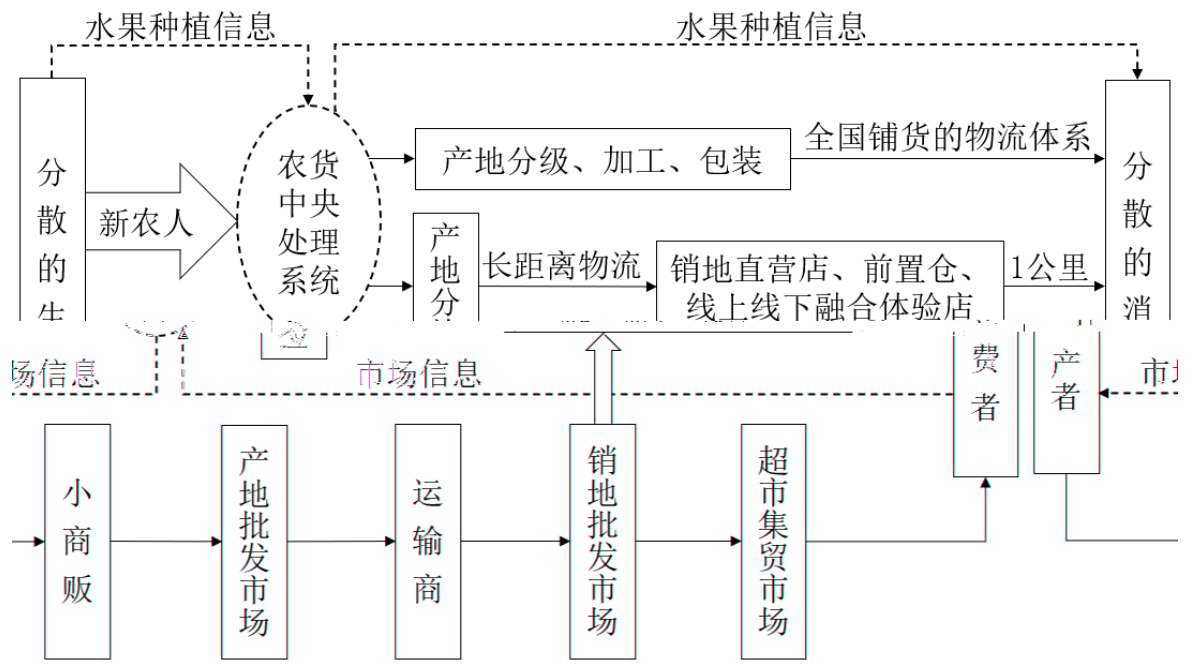 水果种植信息
水果种植信息
分散的生
新农人
农货
中央
处理
系统
产地分级、加工、包装
全国铺货的物流体系
产地分
长距离物流
销地直营店、前置仓、
线上线下融合体验店
1公里
分散的消
场信息
市场信息
费者
产者
市场
小商贩
产地批发市场
运输商
销地批发市场
超市集贸市场